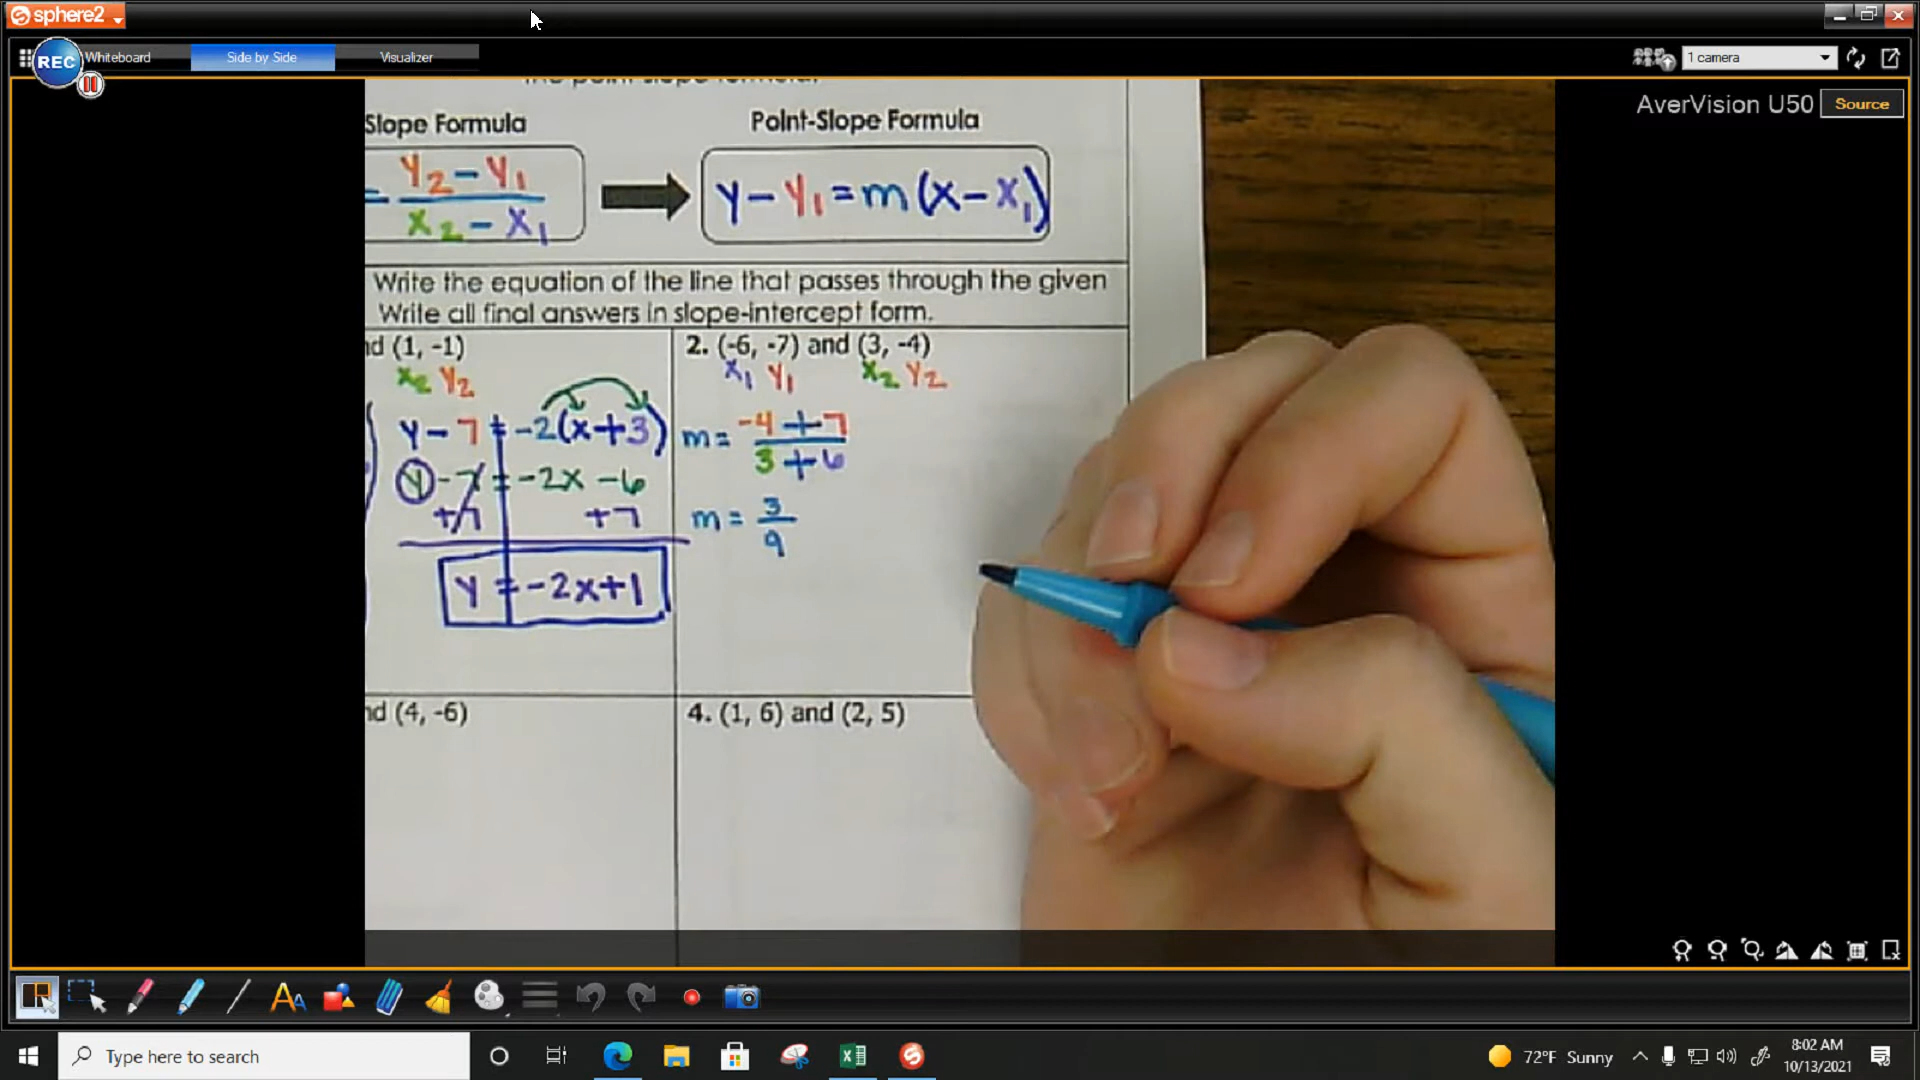 sphere2
REC
Whiteboard
Side by Side
Visualizer
1 camera
AverVision U50
Source
the point-slope formula.
Slope Formula
Point-Slope Formula
= y₂ - y₁ / x₂ - x₁
y - y₁ = m(x - x₁)
Write the equation of the line that passes through the given
Write all final answers in slope-intercept form.
nd (1, -1)
x₂ y₂
y - 7 = -2(x+3)
y - 7 = -2x - 6
+7 +7
y = -2x+1
2. (-6, -7) and (3, -4)
x₁ y₁ x₂ y₂
m = -4 + 7 / 3 + 6
m = 3/9
nd (4, -6)
4. (1, 6) and (2, 5)
Type here to search
72°F Sunny
8:02 AM
10/13/2021